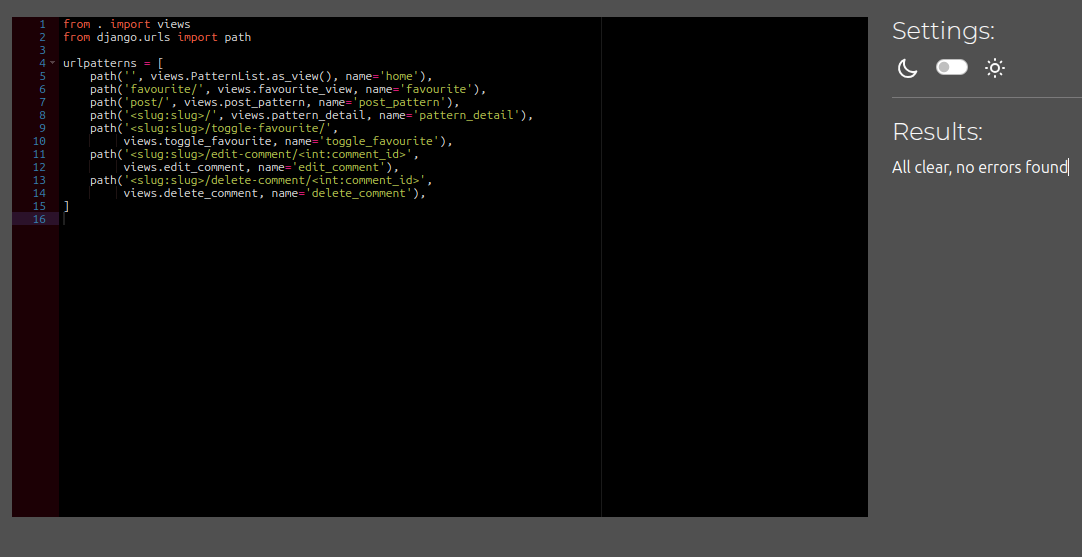 1 from . import views
2 from django.urls import path
3
4 urlpatterns = [
5     path('', views.PatternList.as_view(), name='home'),
6     path('favourite/', views.favourite_view, name='favourite'),
7     path('post/', views.post_pattern, name='post_pattern'),
8     path('<slug:slug>/', views.pattern_detail, name='pattern_detail'),
9     path('<slug:slug>/toggle-favourite/',
10         views.toggle_favourite, name='toggle_favourite'),
11    path('<slug:slug>/edit-comment/<int:comment_id>',
12         views.edit_comment, name='edit_comment'),
13    path('<slug:slug>/delete-comment/<int:comment_id>',
14         views.delete_comment, name='delete_comment'),
15 ]
16
Settings:
Results:
All clear, no errors found